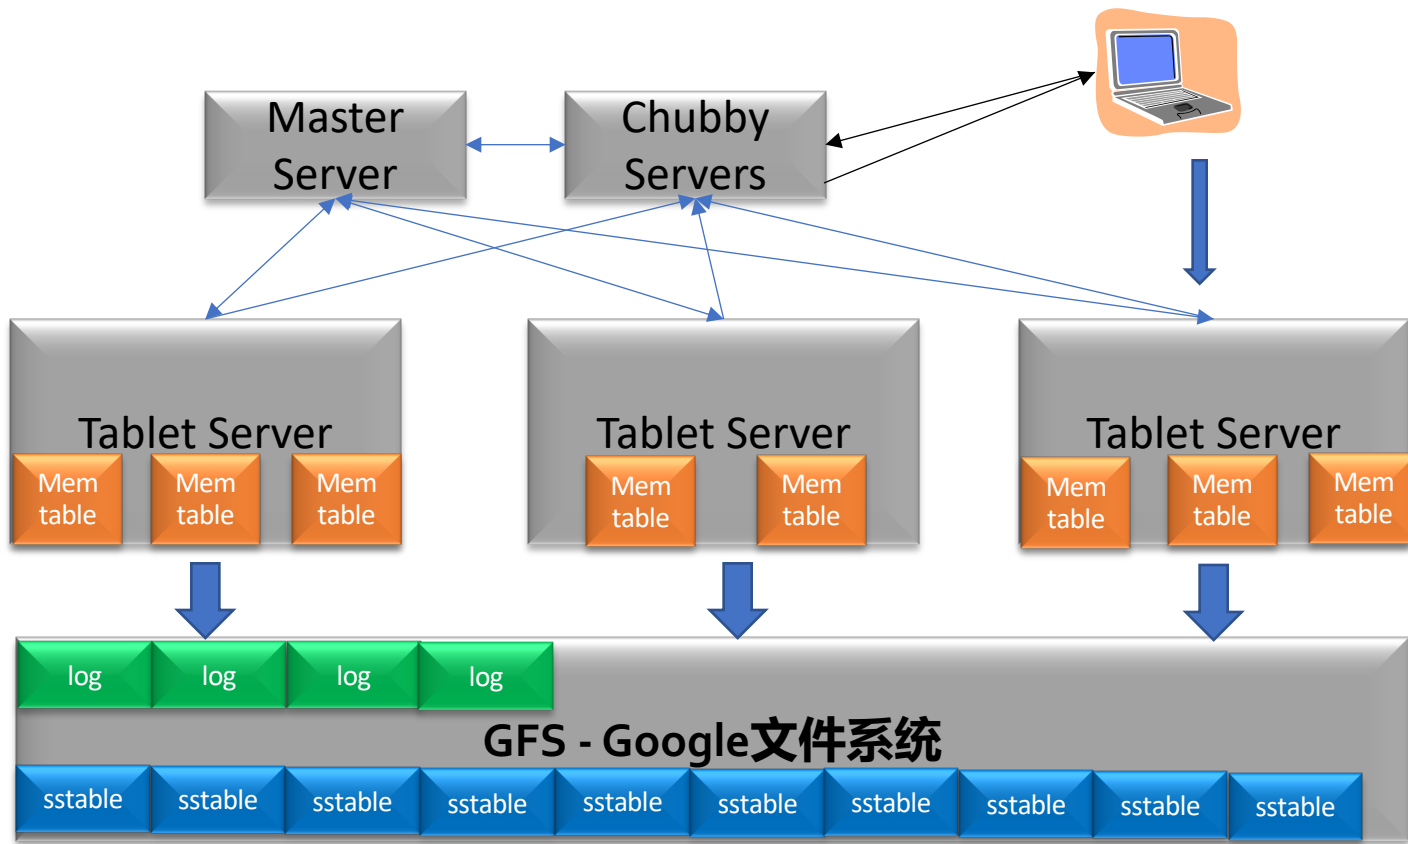 Master
Server
Chubby
Servers
Tablet Server
Tablet Server
Tablet Server
Mem
table
Mem
table
Mem
table
Mem
table
Mem
table
Mem
table
Mem
table
Mem
table
log
log
log
log
GFS - Google文件系统
sstable
sstable
sstable
sstable
sstable
sstable
sstable
sstable
sstable
sstable